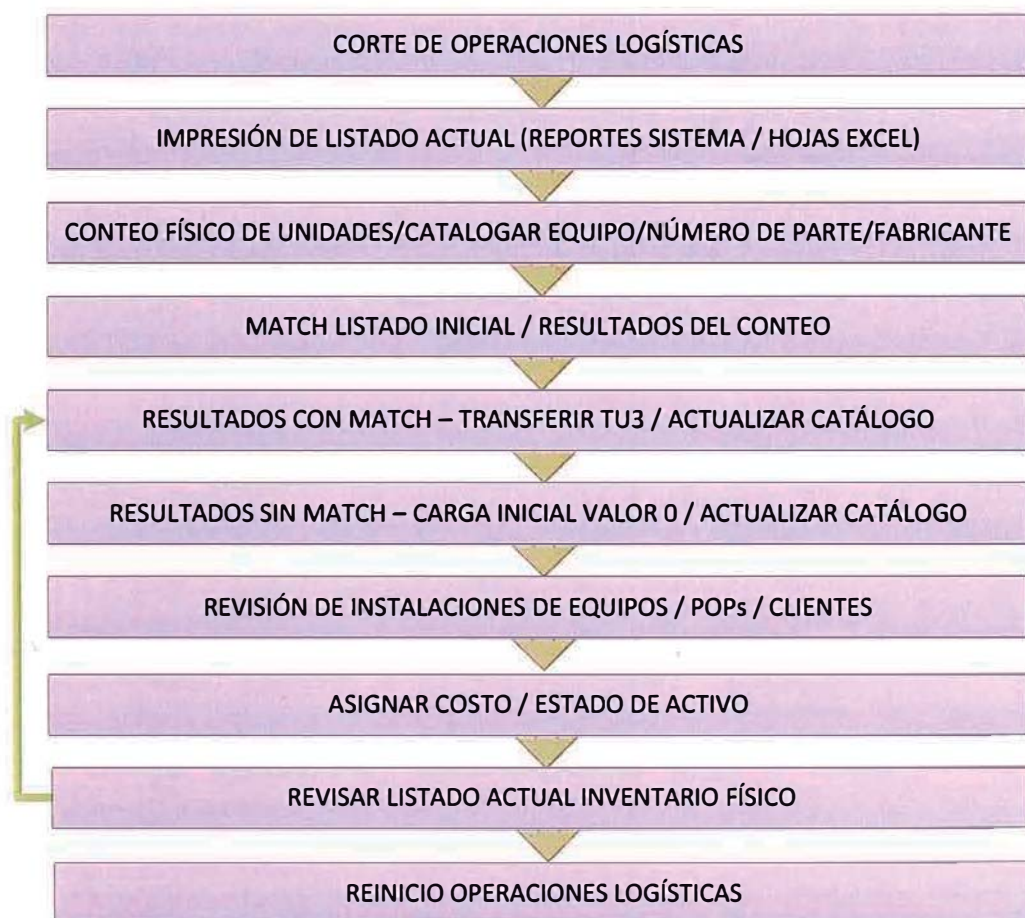 CORTE DE OPERACIONES LOGÍSTICAS
IMPRESIÓN DE LISTADO ACTUAL (REPORTES SISTEMA / HOJAS EXCEL)
CONTEO FÍSICO DE UNIDADES/CATALOGAR EQUIPO/NÚMERO DE PARTE/FABRICANTE
MATCH LISTADO INICIAL / RESULTADOS DEL CONTEO
RESULTADOS CON MATCH – TRANSFERIR TU3 / ACTUALIZAR CATÁLOGO
RESULTADOS SIN MATCH – CARGA INICIAL VALOR 0 / ACTUALIZAR CATÁLOGO
REVISIÓN DE INSTALACIONES DE EQUIPOS / POPs / CLIENTES
ASIGNAR COSTO / ESTADO DE ACTIVO
REVISAR LISTADO ACTUAL INVENTARIO FÍSICO
REINICIO OPERACIONES LOGÍSTICAS